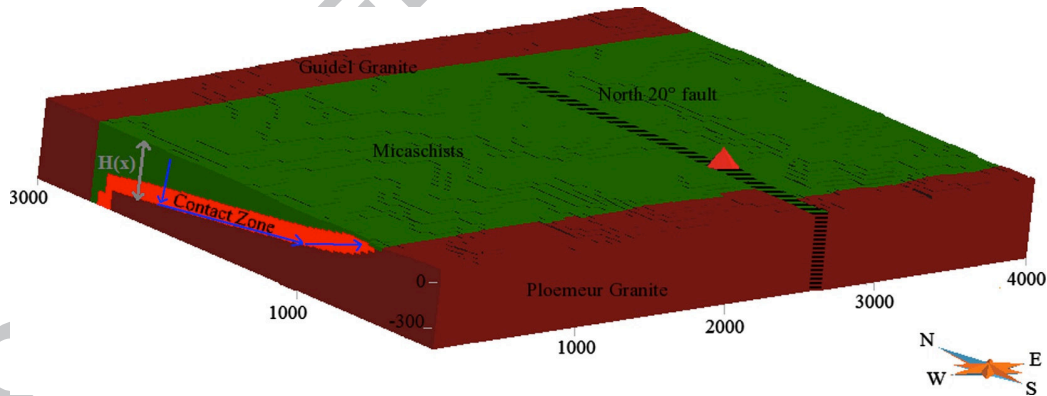 Guidel Granite
North 20° fault
Micaschists
H(x)
Contact Zone
3000
0
-300
1000
Ploemeur Granite
1000
2000
3000
4000
N
E
W
S